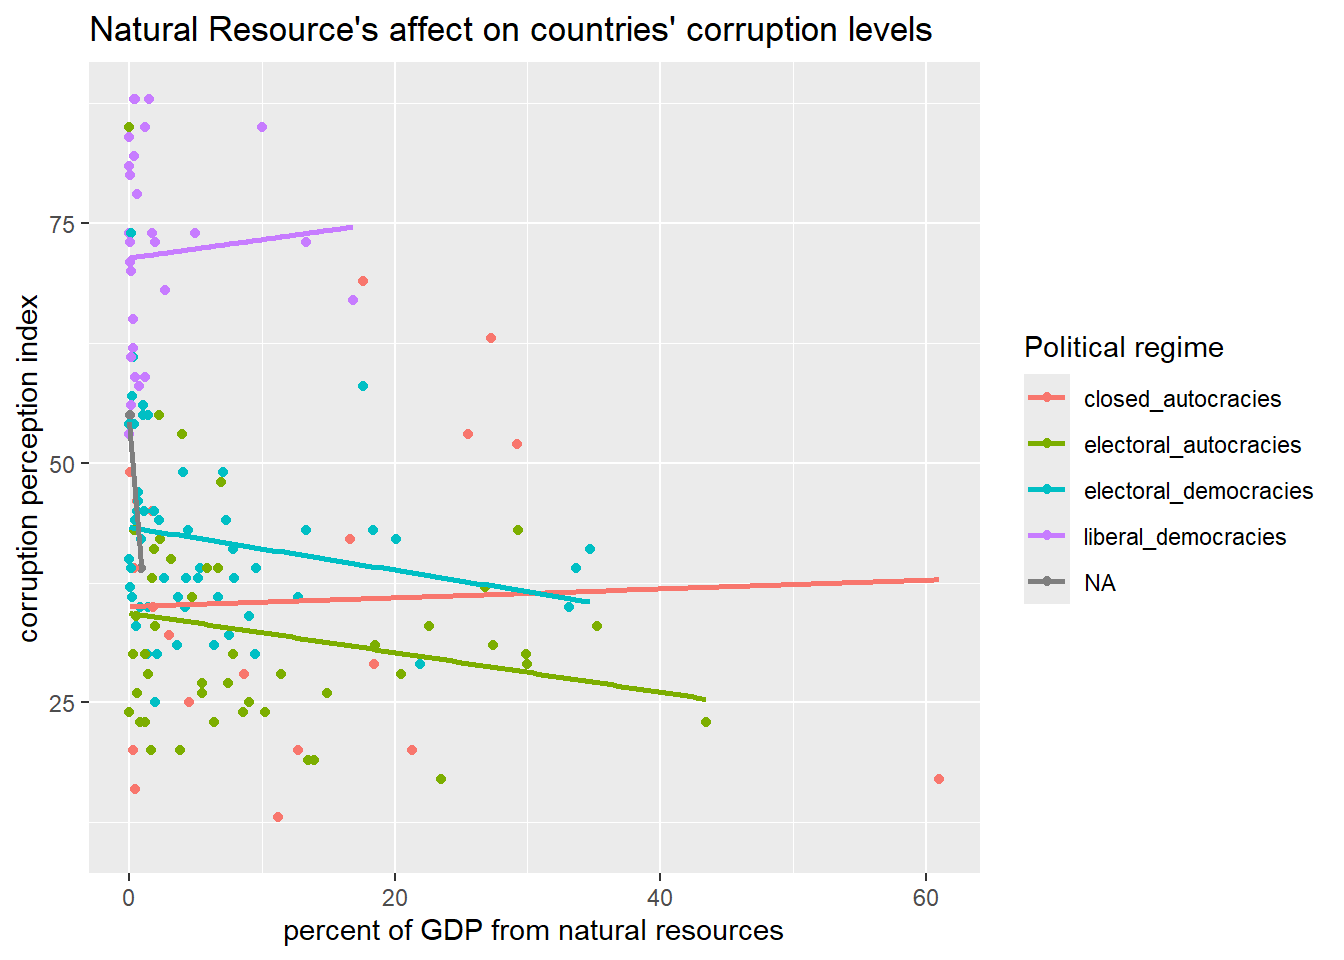 Natural Resource's affect on countries' corruption levels
corruption perception index
75
50
25
0
20
40
60
percent of GDP from natural resources
Political regime
closed_autocracies
electoral_autocracies
electoral_democracies
liberal_democracies
NA